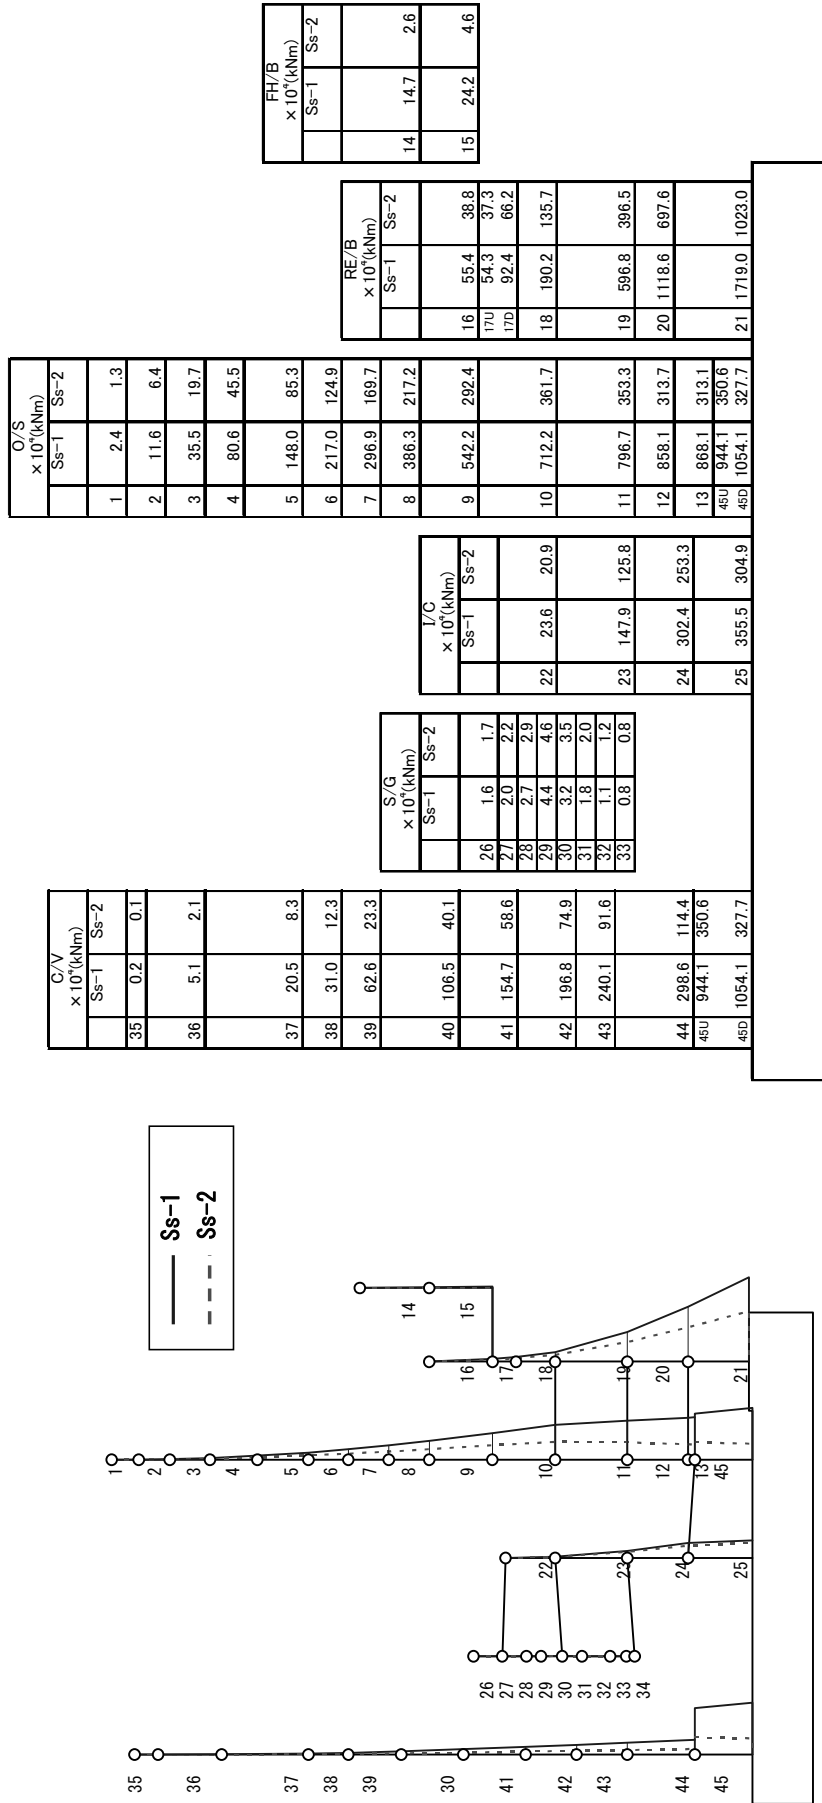 C/V
×10⁴(kNm)
Ss-1 Ss-2
35 0.2 0.1
36 5.1 2.1
37 20.5 8.3
38 31.0 12.3
39 62.6 23.3
40 106.5 40.1
41 154.7 58.6
42 196.8 74.9
43 240.1 91.6
44 298.6 114.4
45U 944.1 350.6
45D 1054.1 327.7
S/G
×10⁴(kNm)
Ss-1 Ss-2
26 1.6 1.7
27 2.0 2.2
28 2.7 2.9
29 4.4 4.6
30 3.2 3.5
31 1.8 2.0
32 1.1 1.2
33 0.8 0.8
I/C
×10⁴(kNm)
Ss-1 Ss-2
22 23.6 20.9
23 147.9 125.8
24 302.4 253.3
25 355.5 304.9
O/S
×10⁴(kNm)
Ss-1 Ss-2
1 2.4 1.3
2 11.6 6.4
3 35.5 19.7
4 80.6 45.5
5 148.0 85.3
6 217.0 124.9
7 296.9 169.7
8 386.3 217.2
9 542.2 292.4
10 712.2 361.7
11 796.7 353.3
12 858.1 313.7
13 868.1 313.1
45U 944.1 350.6
45D 1054.1 327.7
RE/B
×10⁴(kNm)
Ss-1 Ss-2
16 55.4 38.8
17U 54.3 37.3
17D 92.4 66.2
18 190.2 135.7
19 596.8 396.5
20 1118.6 697.6
21 1719.0 1023.0
FH/B
×10⁴(kNm)
Ss-1 Ss-2
14 14.7 2.6
15 24.2 4.6
Ss-1
Ss-2
35
36
37
38
39
30
41
42
43
44
45
26
27
28
29
30
31
32
33
34
22
23
24
25
1
2
3
4
5
6
7
8
9
10
11
12
13
45
16
17
18
19
20
21
14
15